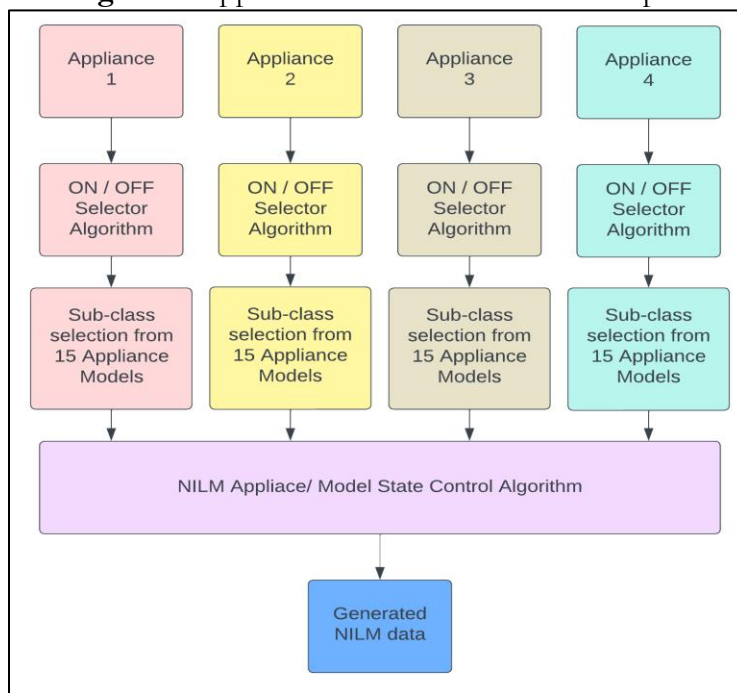 Appliance
1
Appliance
2
Appliance
3
Appliance
4
ON / OFF
Selector
Algorithm
ON / OFF
Selector
Algorithm
ON / OFF
Selector
Algorithm
ON / OFF
Selector
Algorithm
Sub-class
selection from
15 Appliance
Models
Sub-class
selection from
15 Appliance
Models
Sub-class
selection from
15 Appliance
Models
Sub-class
selection from
15 Appliance
Models
NILM Appliace/ Model State Control Algorithm
Generated
NILM data